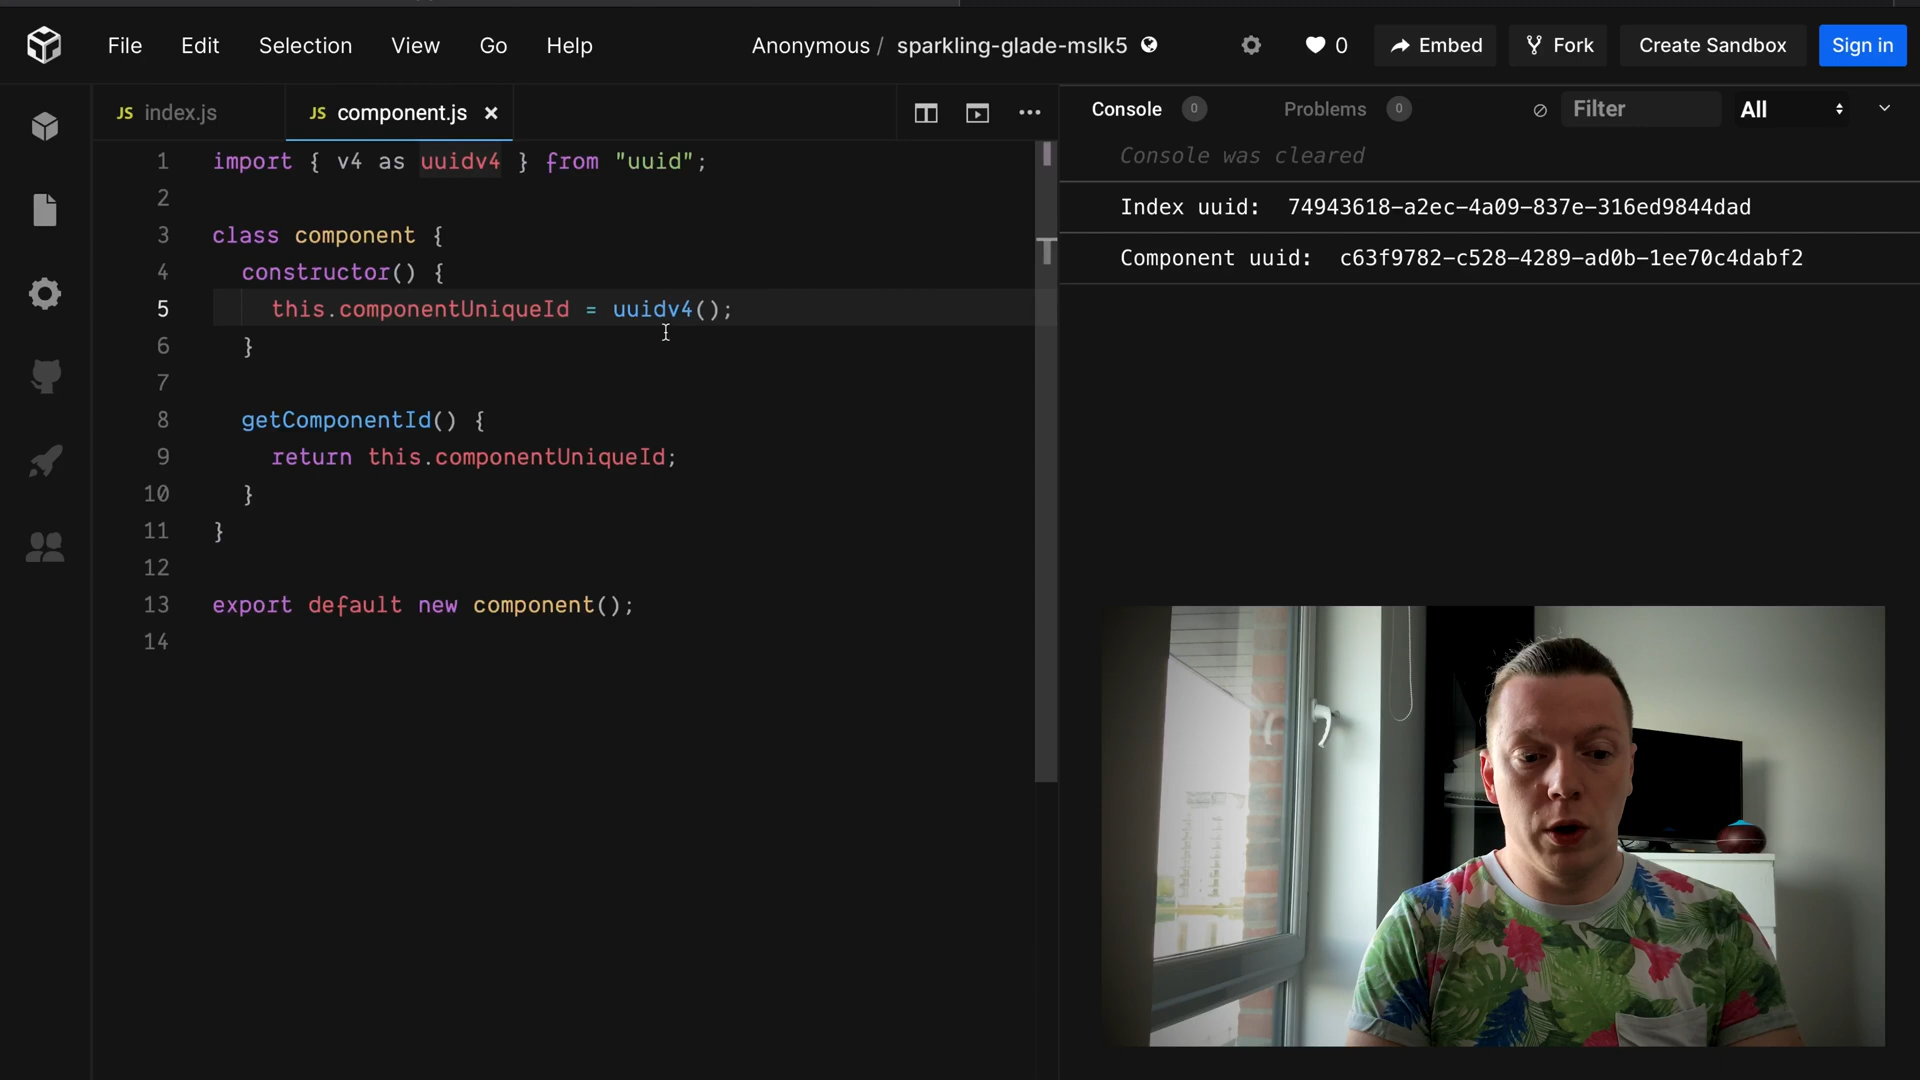 File Edit Selection View Go Help Anonymous / sparkling-glade-mslk5 0 Embed Fork Create Sandbox Sign in
JS index.js JS component.js × ...
Console 0 Problems 0 Filter All
1 import { v4 as uuidv4 } from "uuid";
2
3 class component {
4 constructor() {
5 this.componentUniqueId = uuidv4();
6 }
7
8 getComponentId() {
9 return this.componentUniqueId;
10 }
11 }
12
13 export default new component();
14
Console was cleared
Index uuid: 74943618-a2ec-4a09-837e-316ed9844dad
Component uuid: c63f9782-c528-4289-ad0b-1ee70c4dabf2